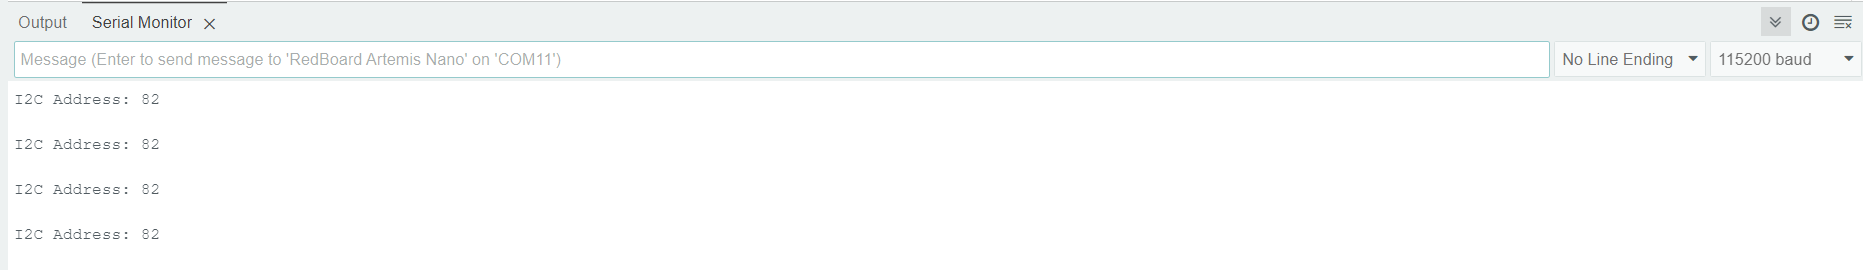 Output Serial Monitor
Message (Enter to send message to 'RedBoard Artemis Nano' on 'COM11') No Line Ending 115200 baud
I2C Address: 82
I2C Address: 82
I2C Address: 82
I2C Address: 82